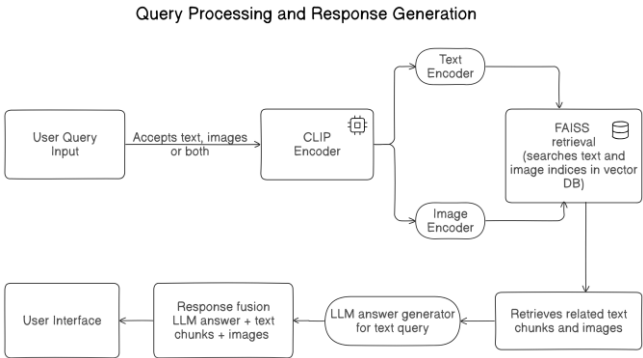 Query Processing and Response Generation
Text
Encoder
User Query
Input
Accepts text, images
or both
CLIP
Encoder
FAISS
retrieval
(searches text and
image indices in vector
DB)
Image
Encoder
User Interface
Response fusion
LLM answer + text
chunks + images
LLM answer generator
for text query
Retrieves related text
chunks and images